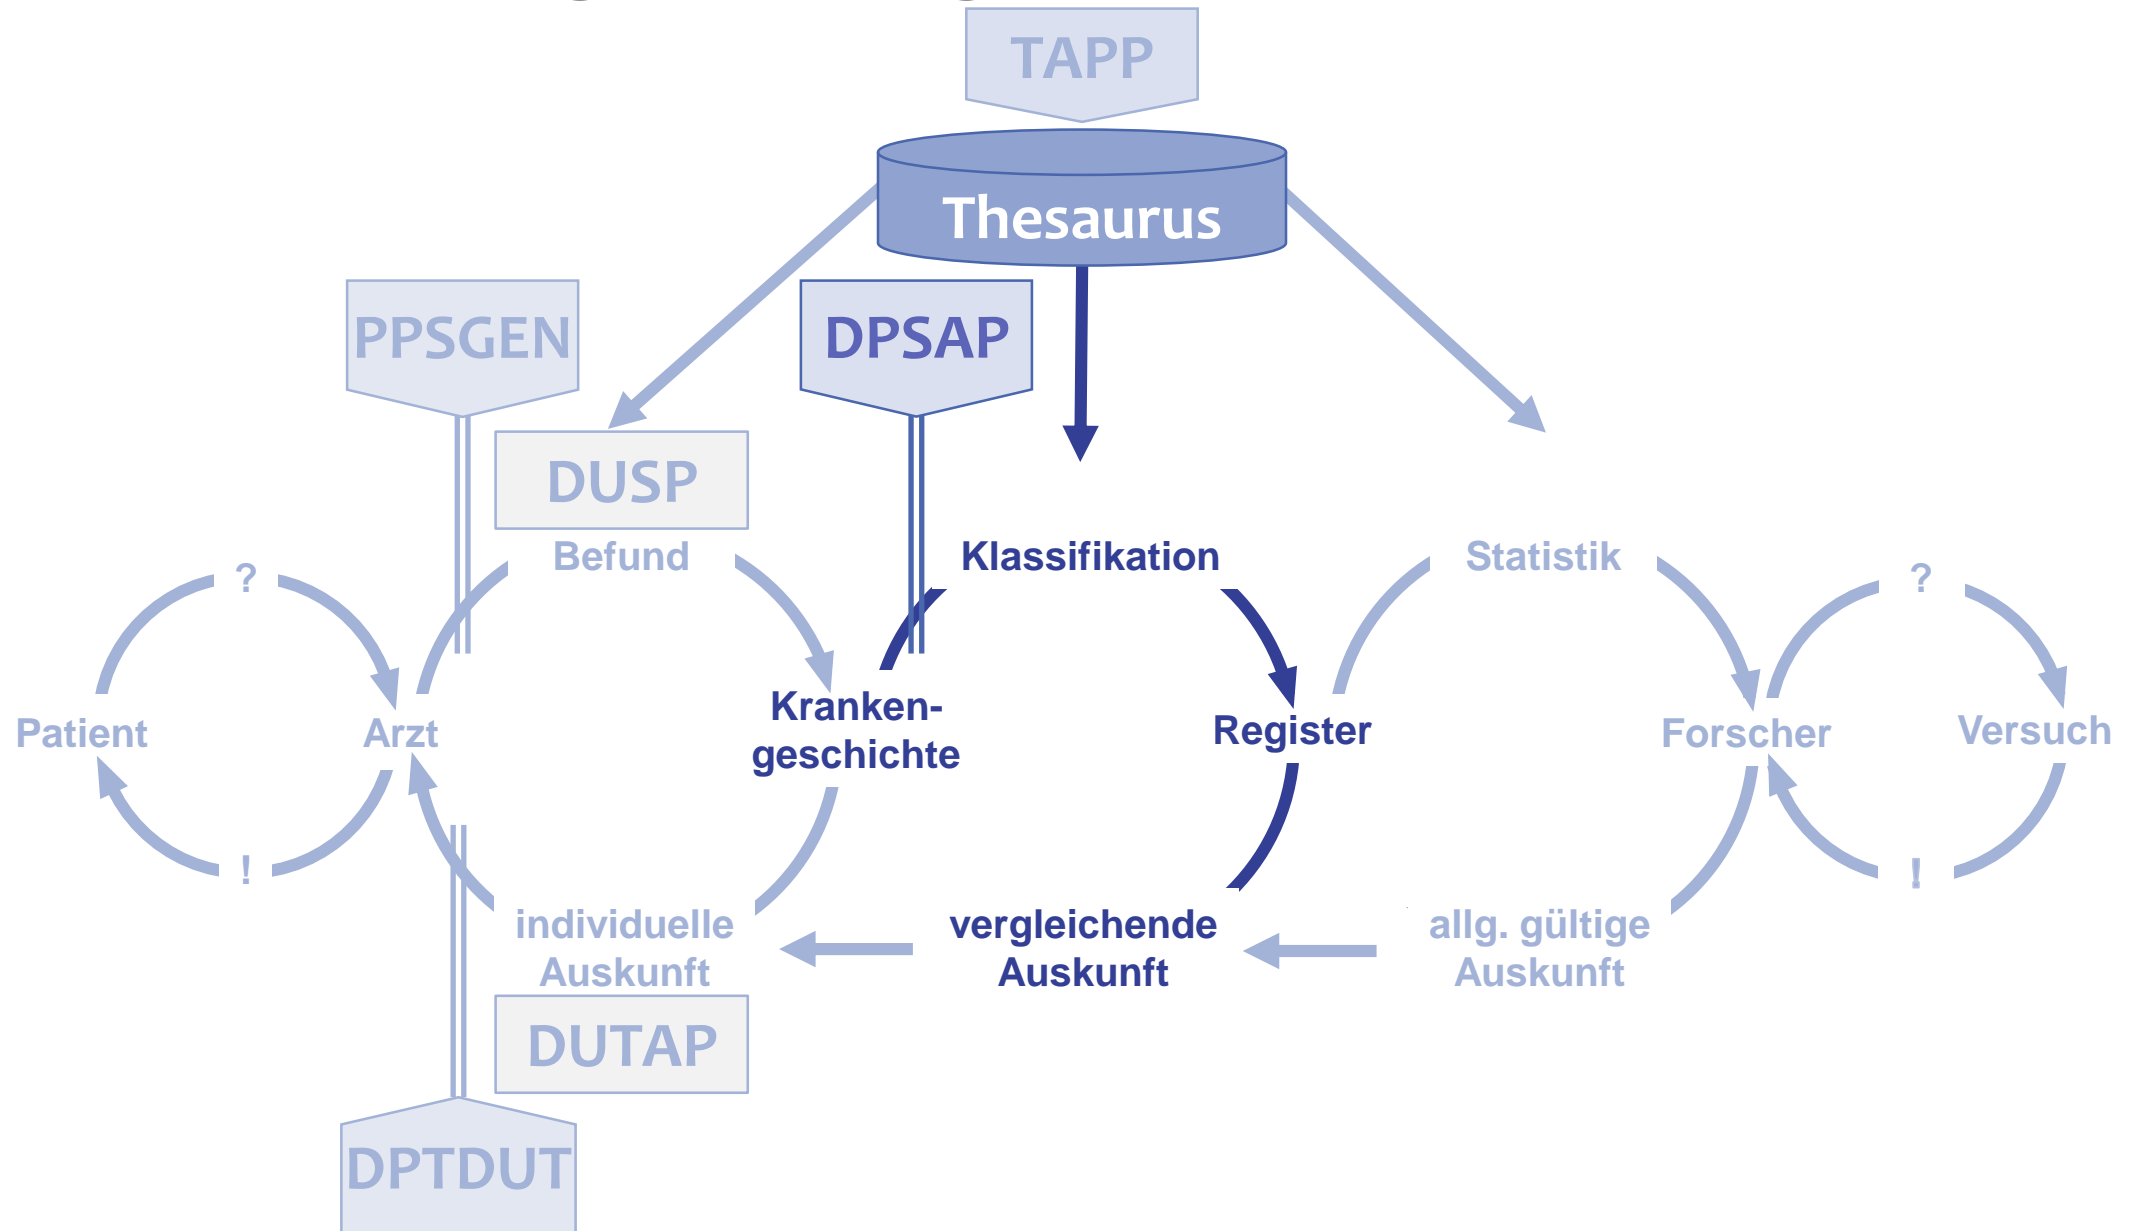 TAPP
Thesaurus
PPSGEN
DPSAP
DUSP
Befund
Klassifikation
Statistik
?
?
Patient
Arzt
Kranken-
geschichte
Register
Forscher
Versuch
!
!
individuelle
Auskunft
vergleichende
Auskunft
allg. gültige
Auskunft
DUTAP
DPTDUT